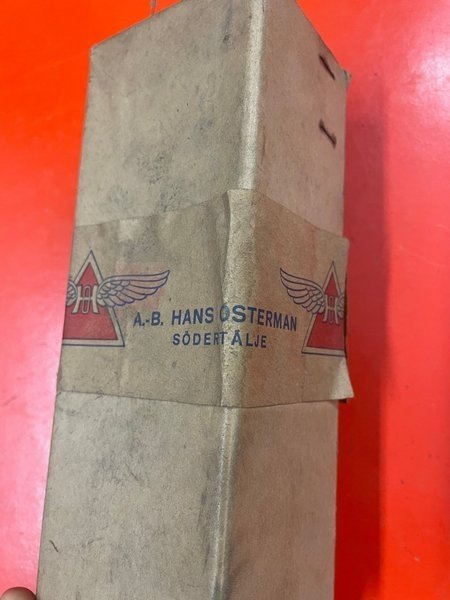 A.-B. HANS OSTERMAN
SÖDERTÄLJE